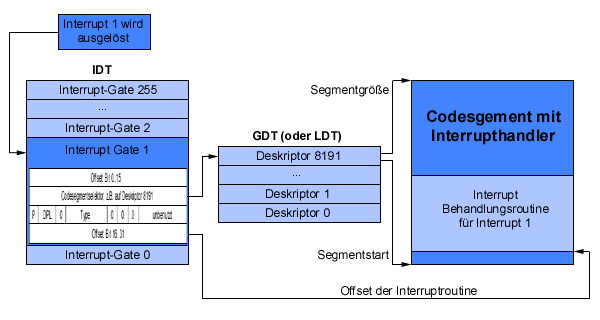 Interrupt 1 wird
ausgelöst
IDT
Interrupt-Gate 255
...
Interrupt-Gate 2
Interrupt Gate 1
Offset Bit 0..15
Codesegmentselektor, z.B. auf Deskriptor 8191
P DPL 0 Type 0 0 0 unbenutzt
Offset Bit 16..31
Interrupt-Gate 0
GDT (oder LDT)
Deskriptor 8191
...
Deskriptor 1
Deskriptor 0
Segmentgröße
Segmentstart
Codesgement mit
Interrupthandler
Interrupt
Behandlungsroutine
für Interrupt 1
Offset der Interruptroutine